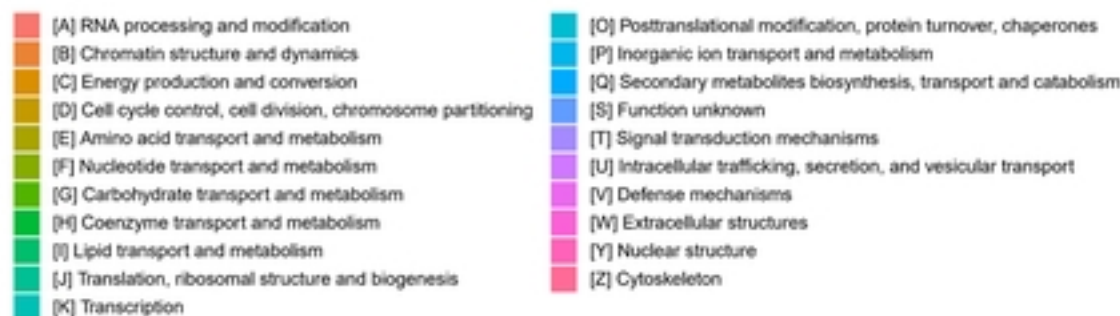 [A] RNA processing and modification
[B] Chromatin structure and dynamics
[C] Energy production and conversion
[D] Cell cycle control, cell division, chromosome partitioning
[E] Amino acid transport and metabolism
[F] Nucleotide transport and metabolism
[G] Carbohydrate transport and metabolism
[H] Coenzyme transport and metabolism
[I] Lipid transport and metabolism
[J] Translation, ribosomal structure and biogenesis
[K] Transcription
[O] Posttranslational modification, protein turnover, chaperones
[P] Inorganic ion transport and metabolism
[Q] Secondary metabolites biosynthesis, transport and catabolism
[S] Function unknown
[T] Signal transduction mechanisms
[U] Intracellular trafficking, secretion, and vesicular transport
[V] Defense mechanisms
[W] Extracellular structures
[Y] Nuclear structure
[Z] Cytoskeleton